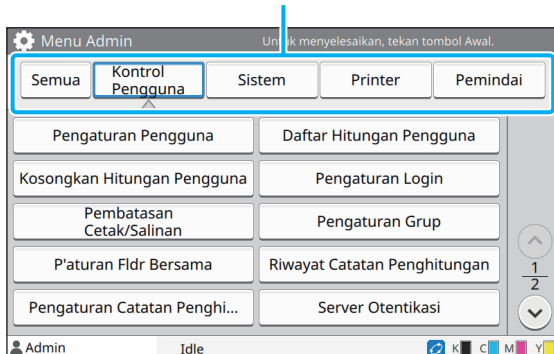 Menu Admin
Untuk menyelesaikan, tekan tombol Awal.
Semua
Kontrol
Pengguna
Sistem
Printer
Pemindai
Pengaturan Pengguna
Daftar Hitungan Pengguna
Kosongkan Hitungan Pengguna
Pengaturan Login
Pembatasan
Cetak/Salinan
Pengaturan Grup
P'aturan Fldr Bersama
Riwayat Catatan Penghitungan
1
2
Pengaturan Catatan Penghi...
Server Otentikasi
Admin
Idle
K C M Y